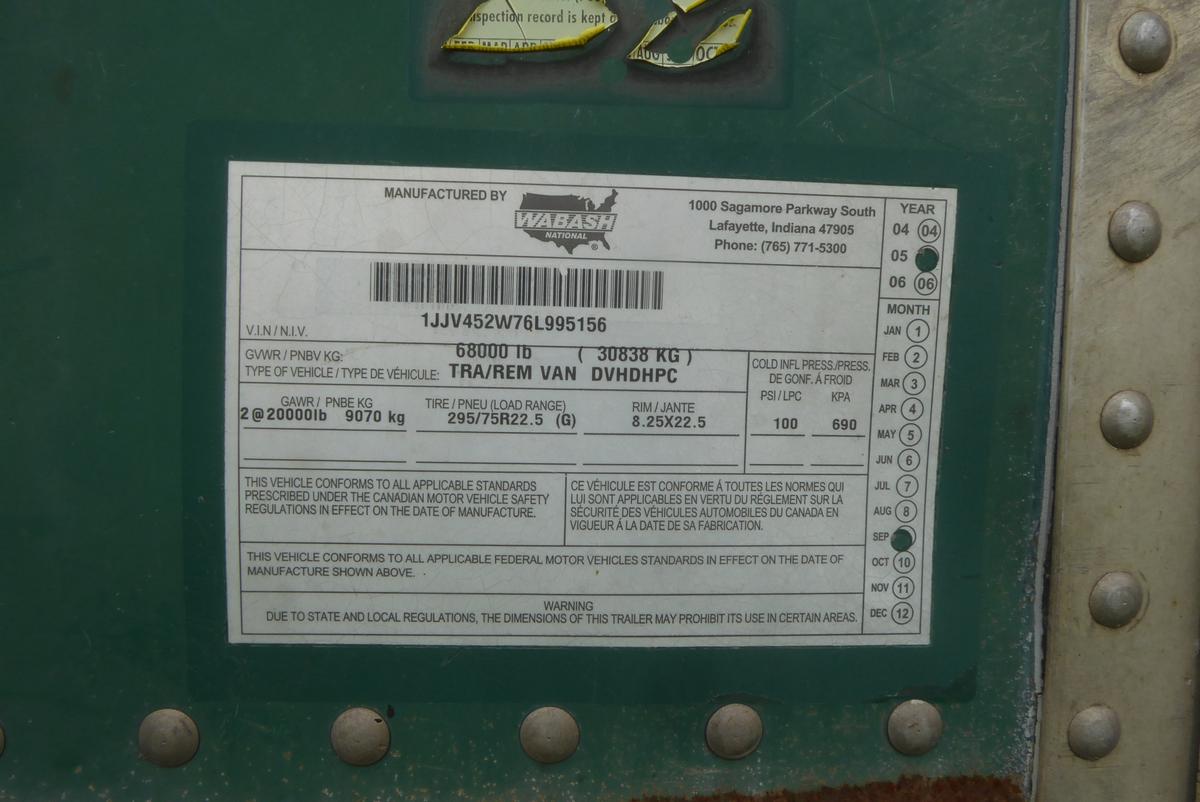 spection record is kept
FEB MAR APR
AUG
OCT
MANUFACTURED BY
WABASH
NATIONAL
®
1000 Sagamore Parkway South
Lafayette, Indiana 47905
Phone: (765) 771-5300
V.I.N / N.I.V.
1JJV452W76L995156
GVWR / PNBV KG: 68000 lb ( 30838 KG )
TYPE OF VEHICLE / TYPE DE VÉHICULE: TRA/REM VAN DVHDHPC
COLD INFL PRESS./PRESS.
DE GONF. Á FROID
PSI / LPC KPA
100 690
GAWR / PNBE KG TIRE / PNEU (LOAD RANGE) RIM / JANTE
2@20000lb 9070 kg 295/75R22.5 (G) 8.25X22.5
THIS VEHICLE CONFORMS TO ALL APPLICABLE STANDARDS
PRESCRIBED UNDER THE CANADIAN MOTOR VEHICLE SAFETY
REGULATIONS IN EFFECT ON THE DATE OF MANUFACTURE.
CE VÉHICULE EST CONFORME Á TOUTES LES NORMES QUI
LUI SONT APPLICABLES EN VERTU DU RÉGLEMENT SUR LA
SÉCURITÉ DES VÉHICULES AUTOMOBILES DU CANADA EN
VIGUEUR Á LA DATE DE SA FABRICATION.
THIS VEHICLE CONFORMS TO ALL APPLICABLE FEDERAL MOTOR VEHICLES STANDARDS IN EFFECT ON THE DATE OF
MANUFACTURE SHOWN ABOVE.
WARNING
DUE TO STATE AND LOCAL REGULATIONS, THE DIMENSIONS OF THIS TRAILER MAY PROHIBIT ITS USE IN CERTAIN AREAS.
YEAR
04 04
05
06 06
MONTH
JAN 1
FEB 2
MAR 3
APR 4
MAY 5
JUN 6
JUL 7
AUG 8
SEP
OCT 10
NOV 11
DEC 12